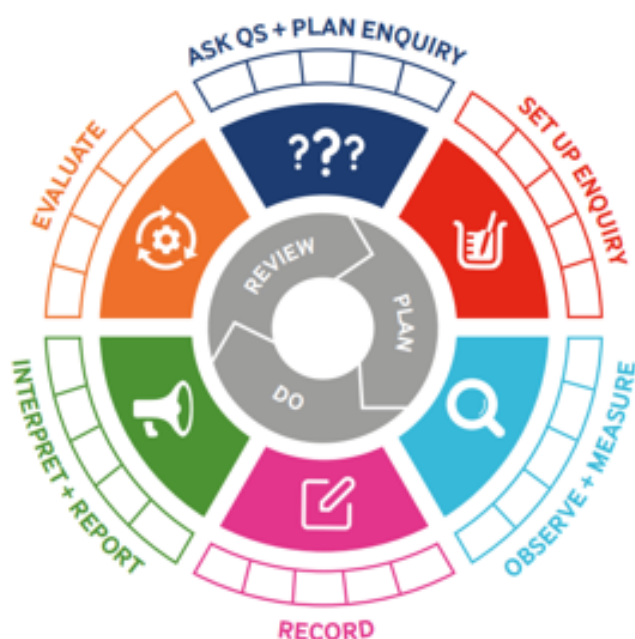 ASK QS + PLAN ENQUIRY
SET UP ENQUIRY
OBSERVE + MEASURE
RECORD
INTERPRET + REPORT
EVALUATE
???
REVIEW
PLAN
DO